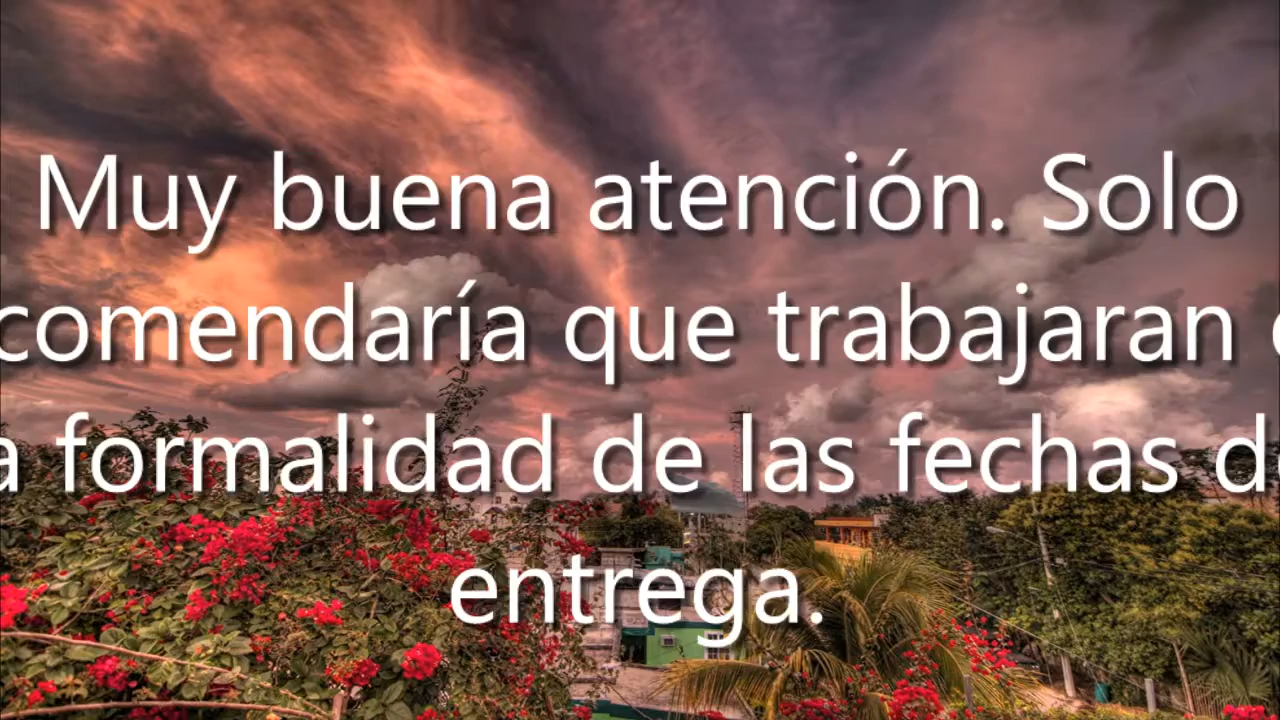 Muy buena atención. Solo
comendaría que trabajaran
formalidad de las fechas
entrega.